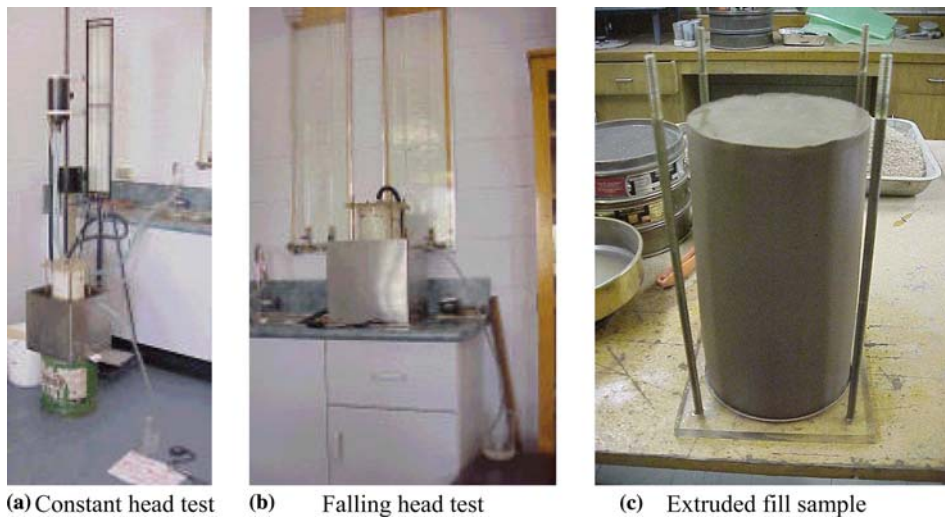 (a) Constant head test
(b) Falling head test
(c) Extruded fill sample